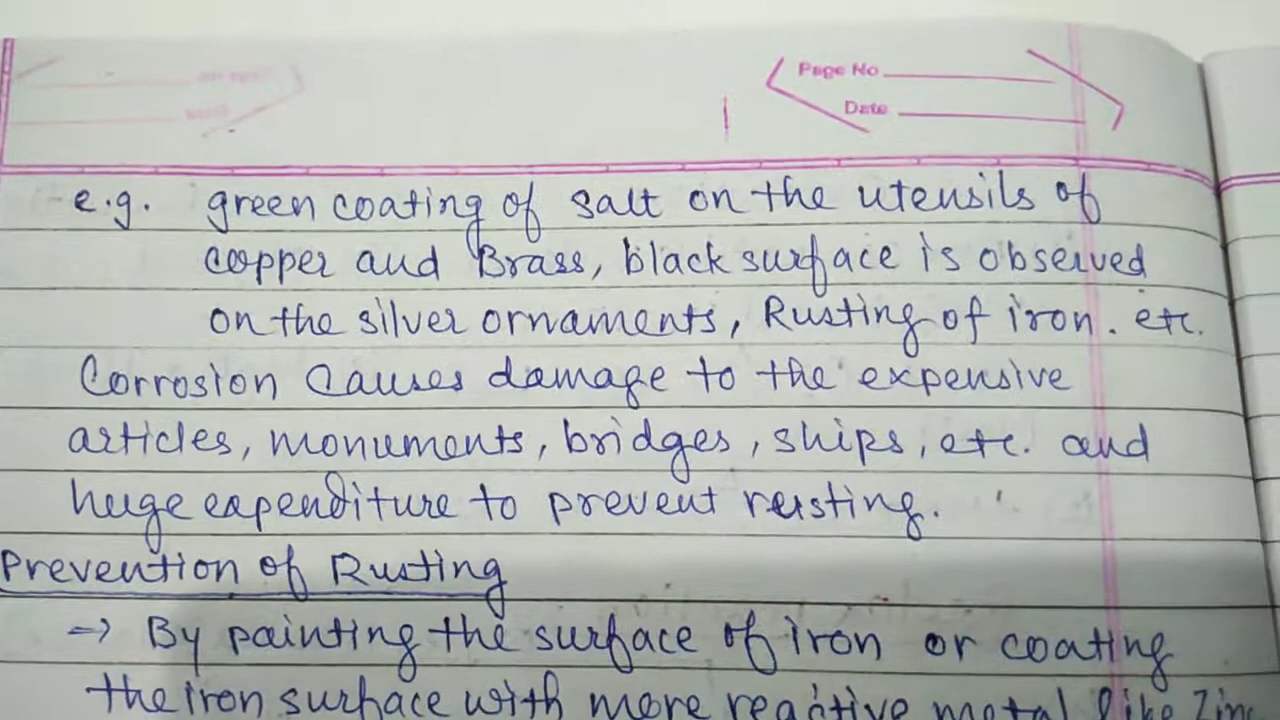 Page No
Date
e.g. green coating of salt on the utensils of
copper and Brass, black surface is observed
on the silver ornaments, Rusting of iron. etc.
Corrosion Causes damage to the expensive
articles, monuments, bridges, ships, etc. and
huge expenditure to prevent rusting.
Prevention of Rusting
=> By painting the surface of iron or coating
the iron surface with more reactive metal like Zinc